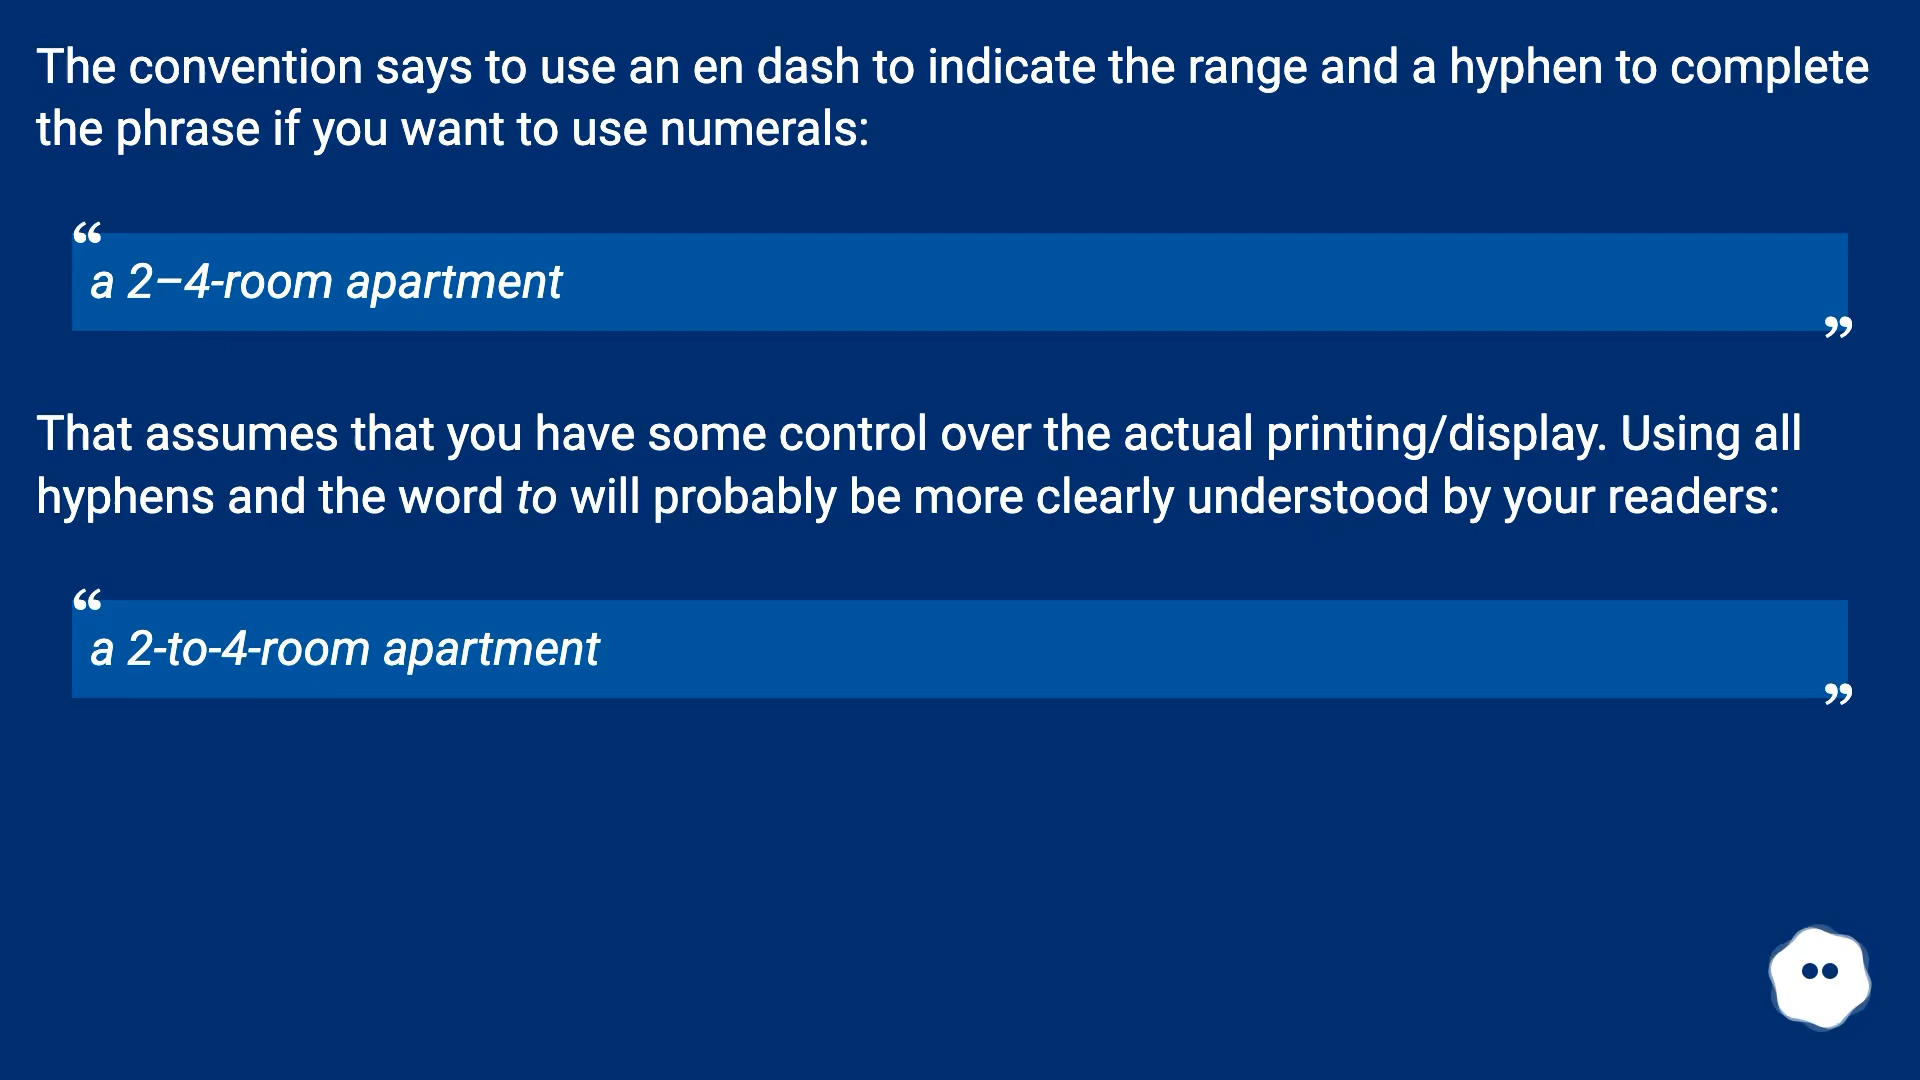 The convention says to use an en dash to indicate the range and a hyphen to complete
the phrase if you want to use numerals:
“
a 2–4-room apartment
”
That assumes that you have some control over the actual printing/display. Using all
hyphens and the word to will probably be more clearly understood by your readers:
“
a 2-to-4-room apartment
”